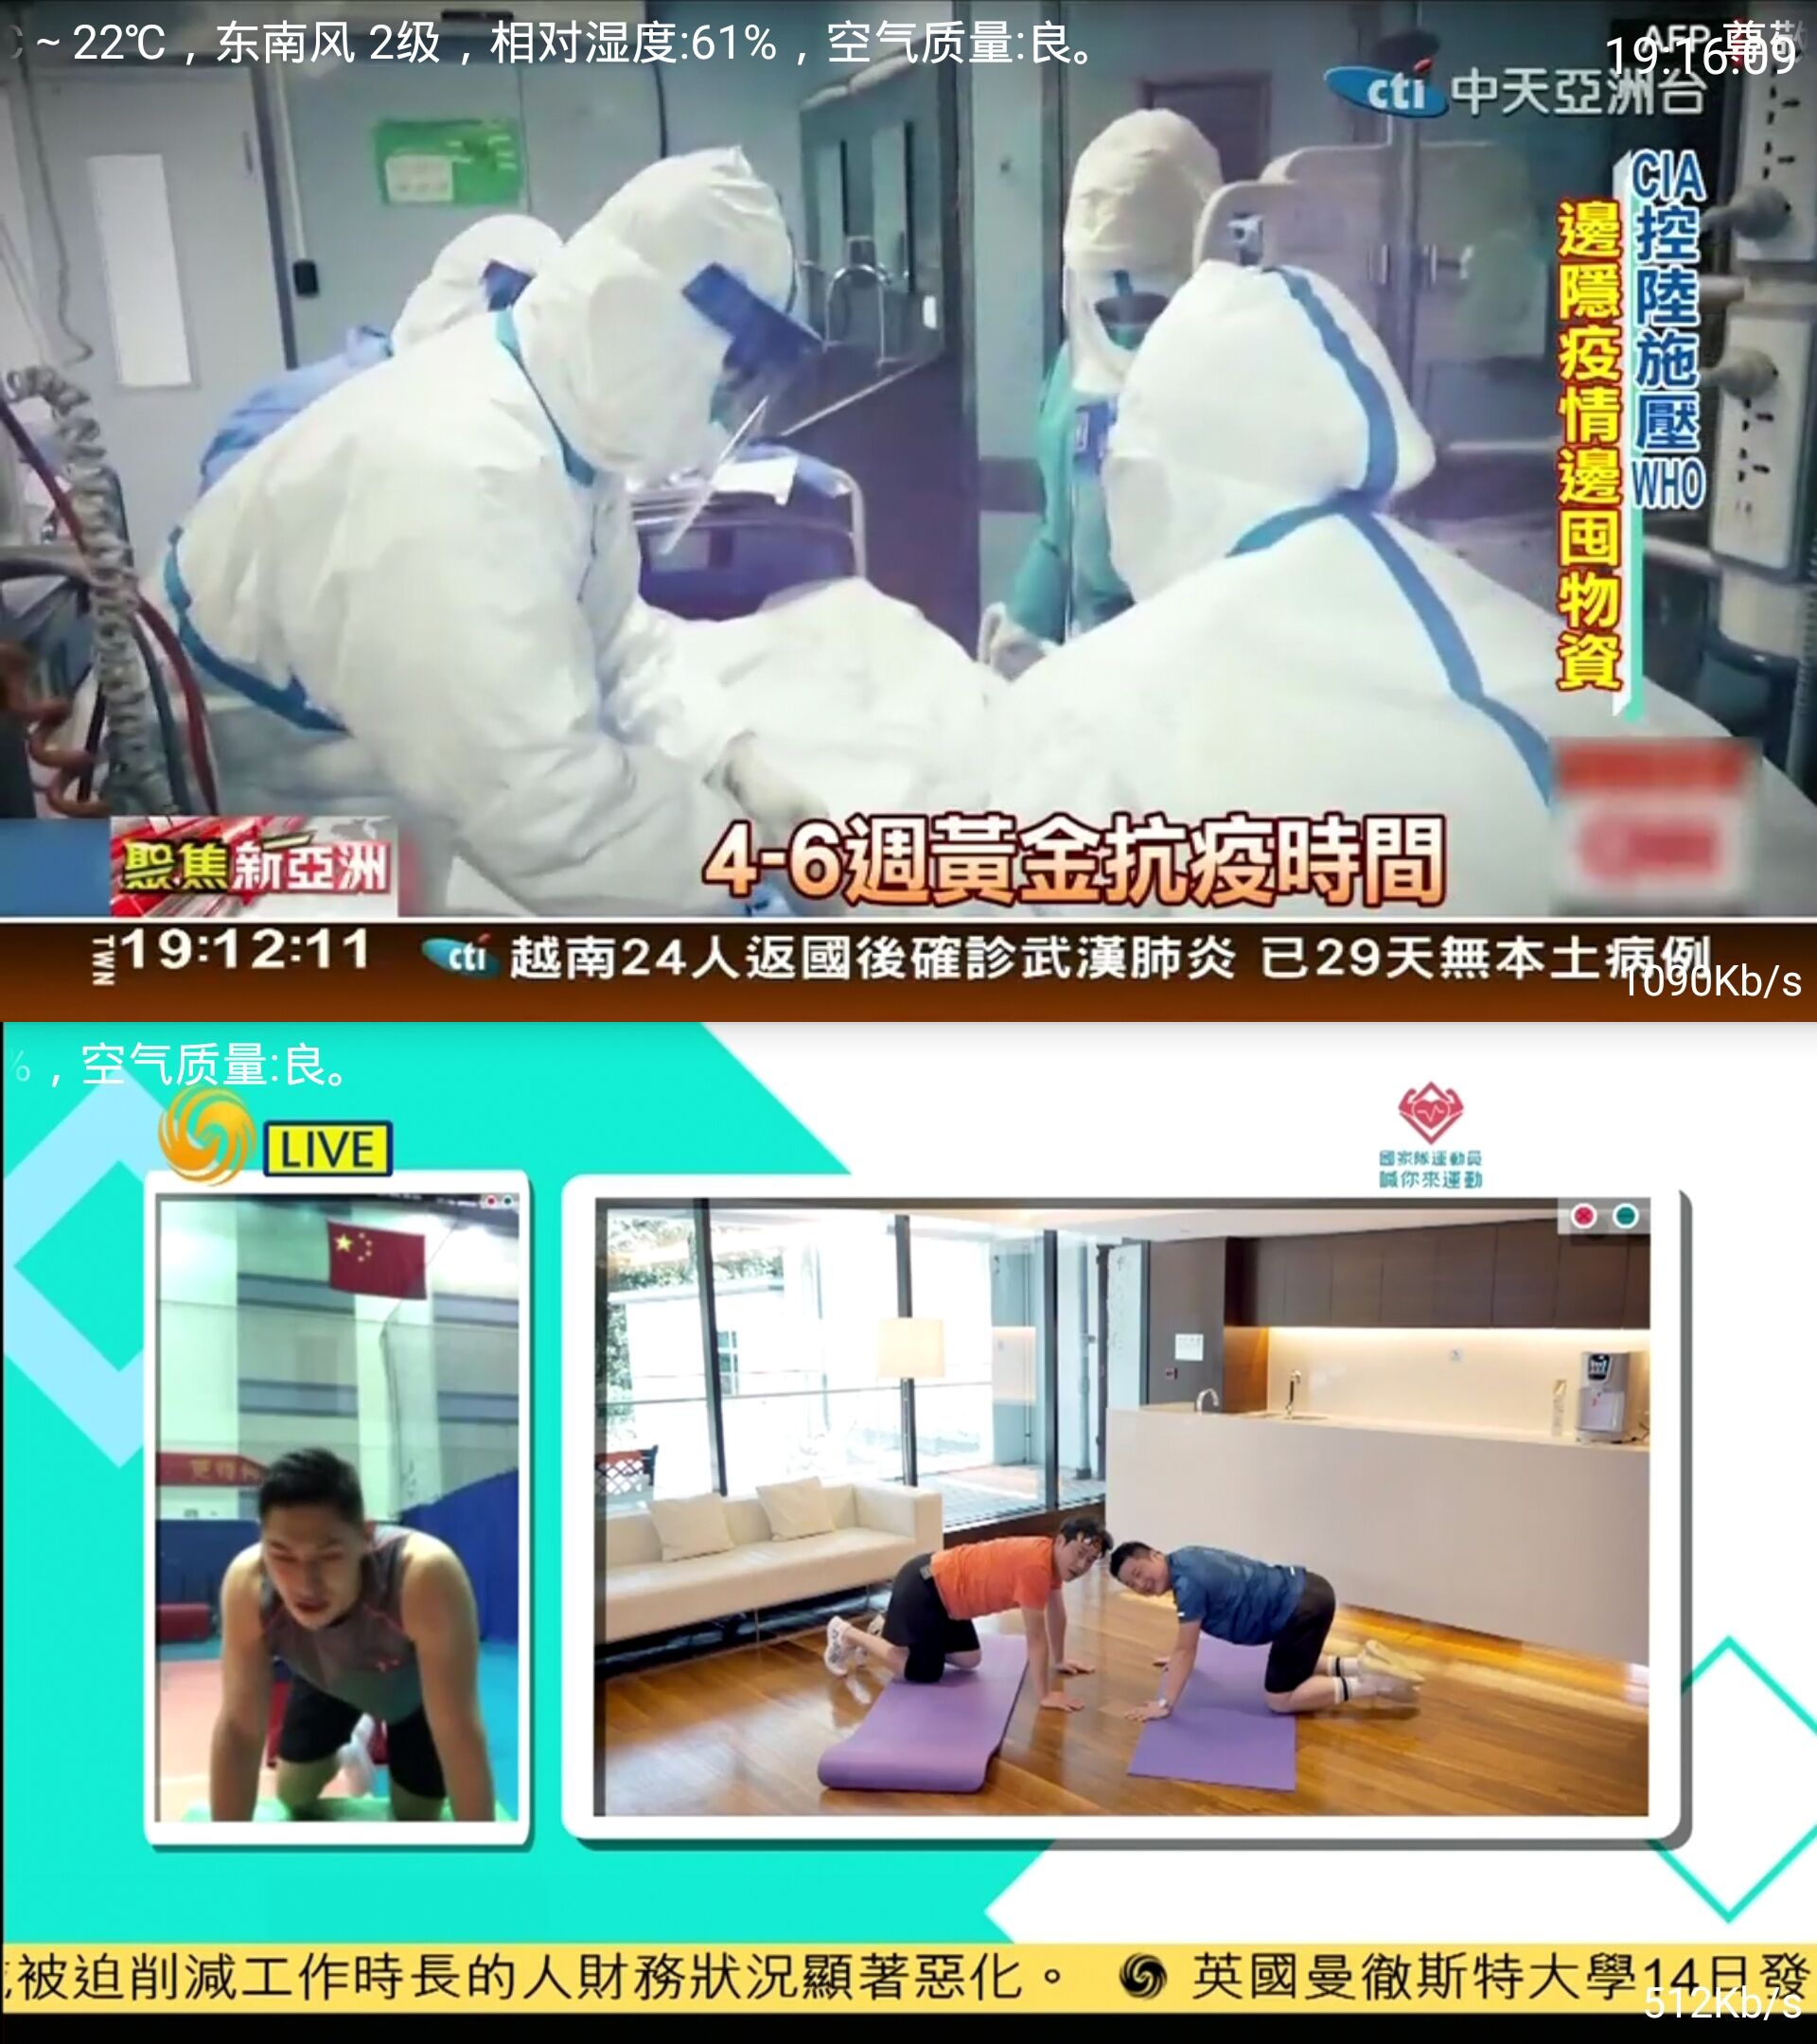 ~ 22℃，东南风 2级，相对湿度:61%，空气质量:良。
AFP 尊敬
19:16:09
cti 中天亞洲台
CIA控陸施壓WHO
邊隱疫情邊囤物資
4-6週黃金抗疫時間
聚焦新亞洲
TWN 19:12:11
cti 越南24人返國後確診武漢肺炎 已29天無本土病例
1090Kb/s
%，空气质量:良。
LIVE
國家隊運動員
喊你來運動
被迫削減工作時長的人財務狀況顯著惡化。 英國曼徹斯特大學14日發
512Kb/s